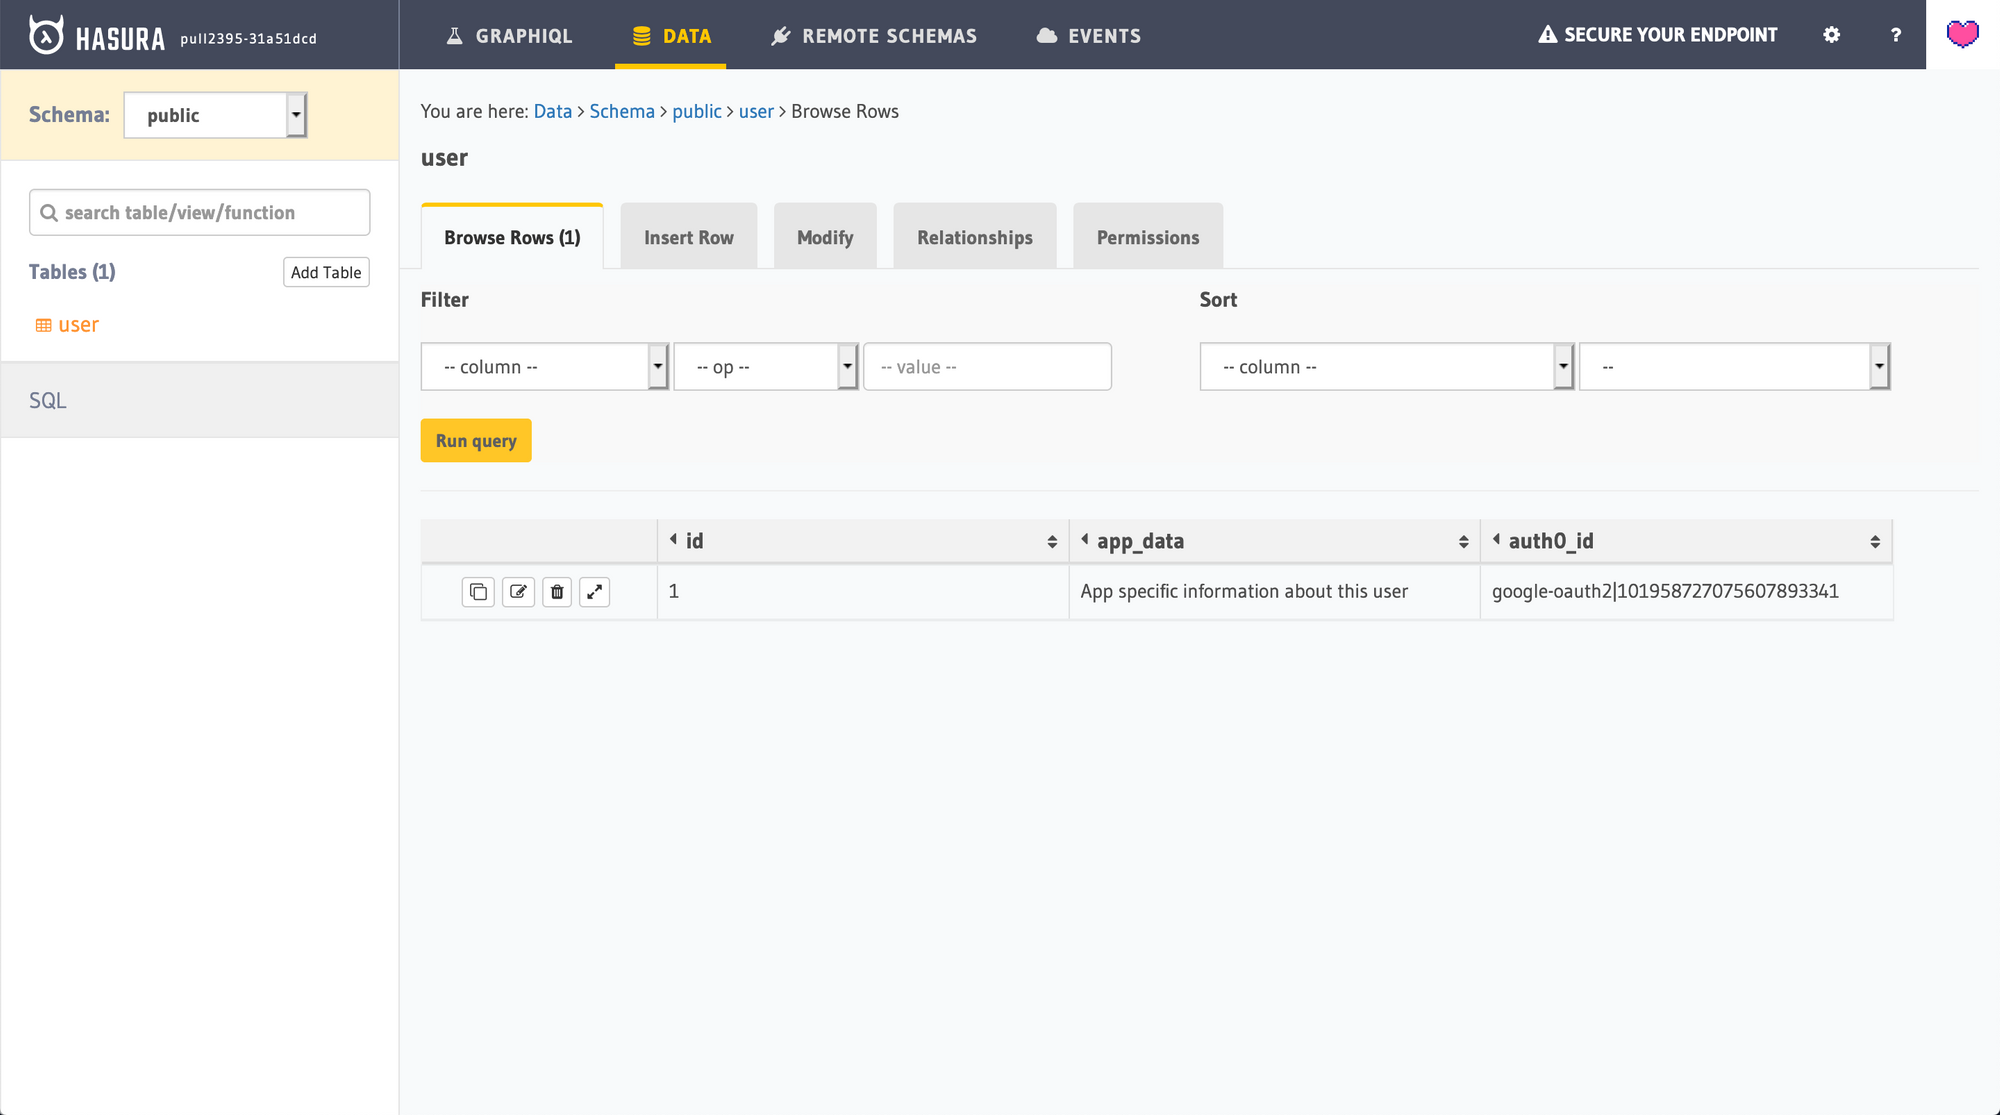 HASURA pull2395-31a51dcd GRAPHIQL DATA REMOTE SCHEMAS EVENTS SECURE YOUR ENDPOINT ?
Schema: public
search table/view/function
Tables (1) Add Table
user
SQL
You are here: Data > Schema > public > user > Browse Rows
user
Browse Rows (1) Insert Row Modify Relationships Permissions
Filter Sort
-- column -- -- op -- -- value -- -- column -- --
Run query
id app_data auth0_id
1 App specific information about this user google-oauth2|101958727075607893341